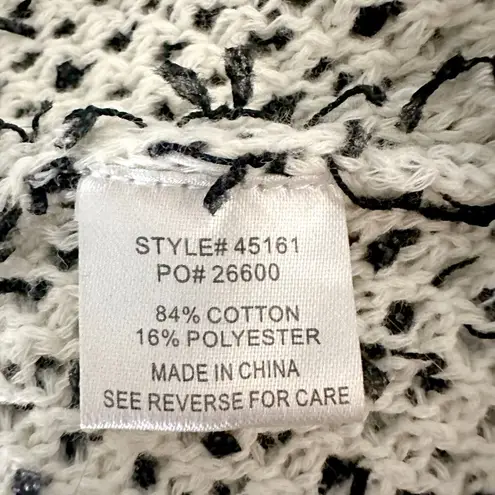 STYLE# 45161
PO# 26600
84% COTTON
16% POLYESTER
MADE IN CHINA
SEE REVERSE FOR CARE